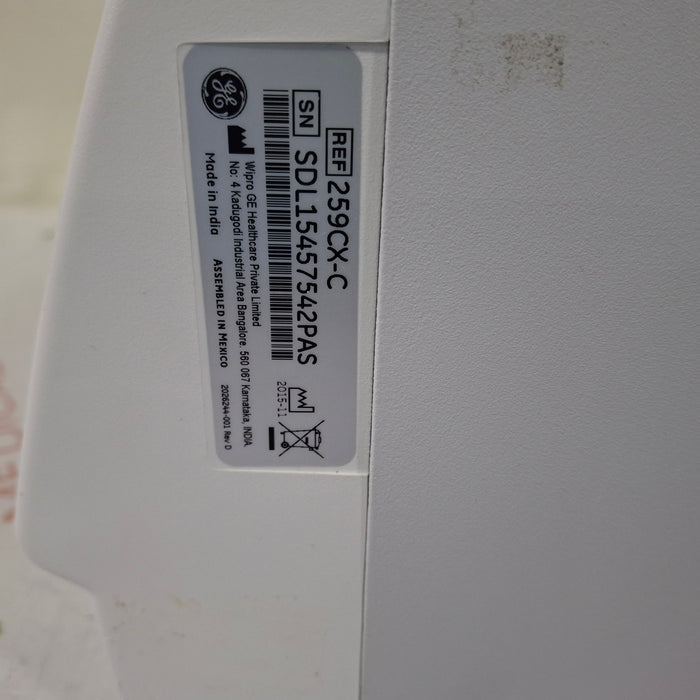 REF 259CX-C
SN SDL15457542PAS
2015-11
GE
Wipro GE Healthcare Private Limited
No: 4 Kadugodi Industrial Area Bangalore. 560 067 Karnataka, INDIA
Made in India
ASSEMBLED IN MEXICO
2026244-001 Rev D